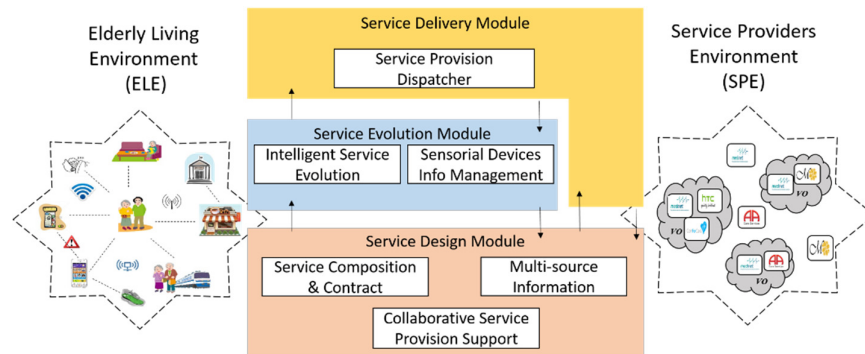 Elderly Living
Environment
(ELE)
Service Delivery Module
Service Provision
Dispatcher
Service Providers
Environment
(SPE)
Service Evolution Module
Intelligent Service
Evolution
Sensorial Devices
Info Management
Service Design Module
Service Composition
& Contract
Multi-source
Information
Collaborative Service
Provision Support
VO
htc
VO
AA
AA
VO